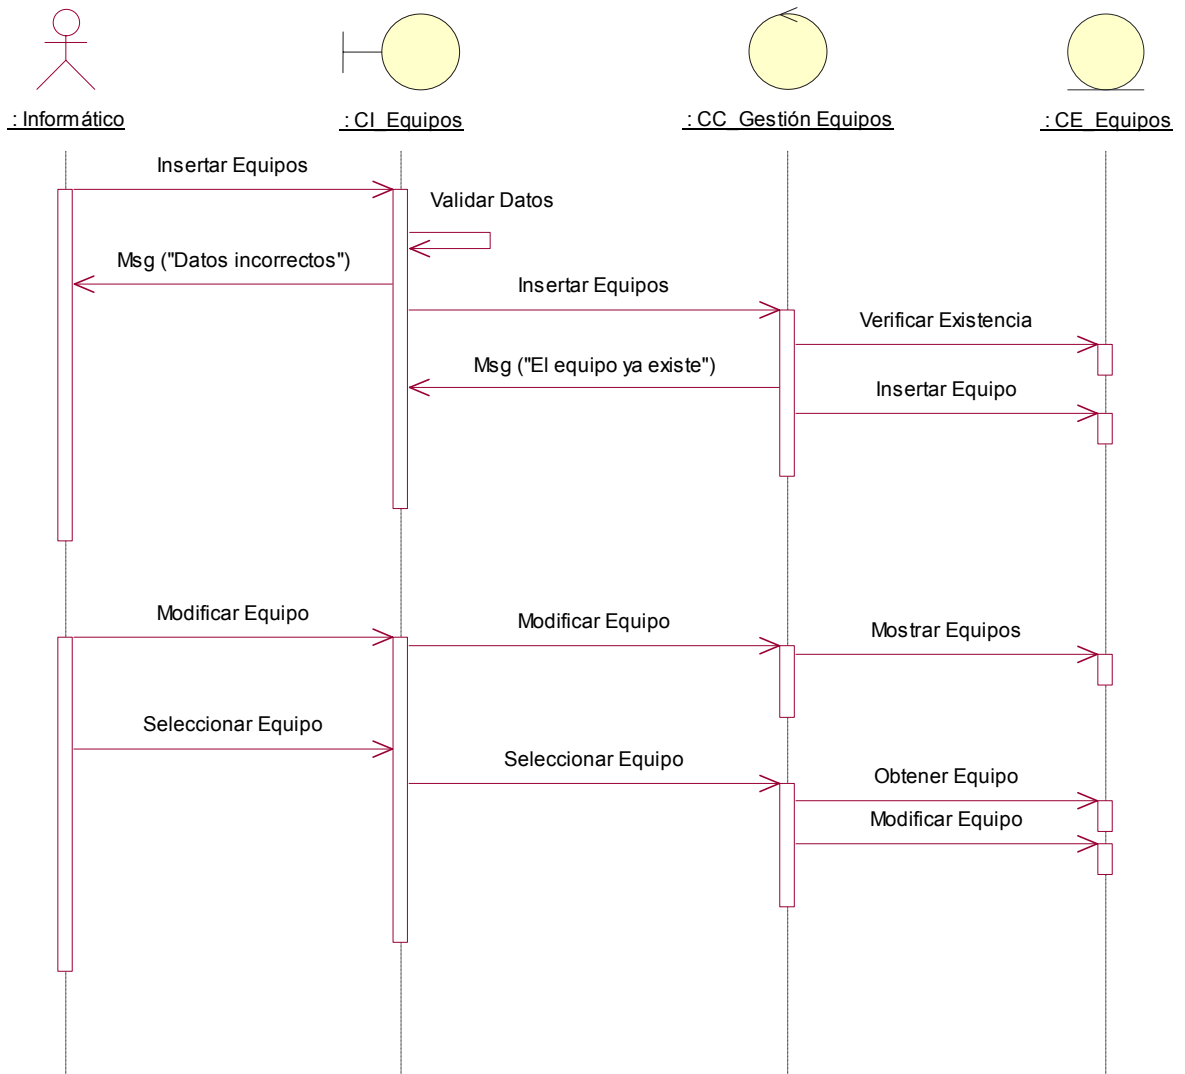 : Informático
: CI_Equipos
: CC_Gestión Equipos
: CE_Equipos
Insertar Equipos
Validar Datos
Msg ("Datos incorrectos")
Insertar Equipos
Verificar Existencia
Msg ("El equipo ya existe")
Insertar Equipo
Modificar Equipo
Modificar Equipo
Mostrar Equipos
Seleccionar Equipo
Seleccionar Equipo
Obtener Equipo
Modificar Equipo